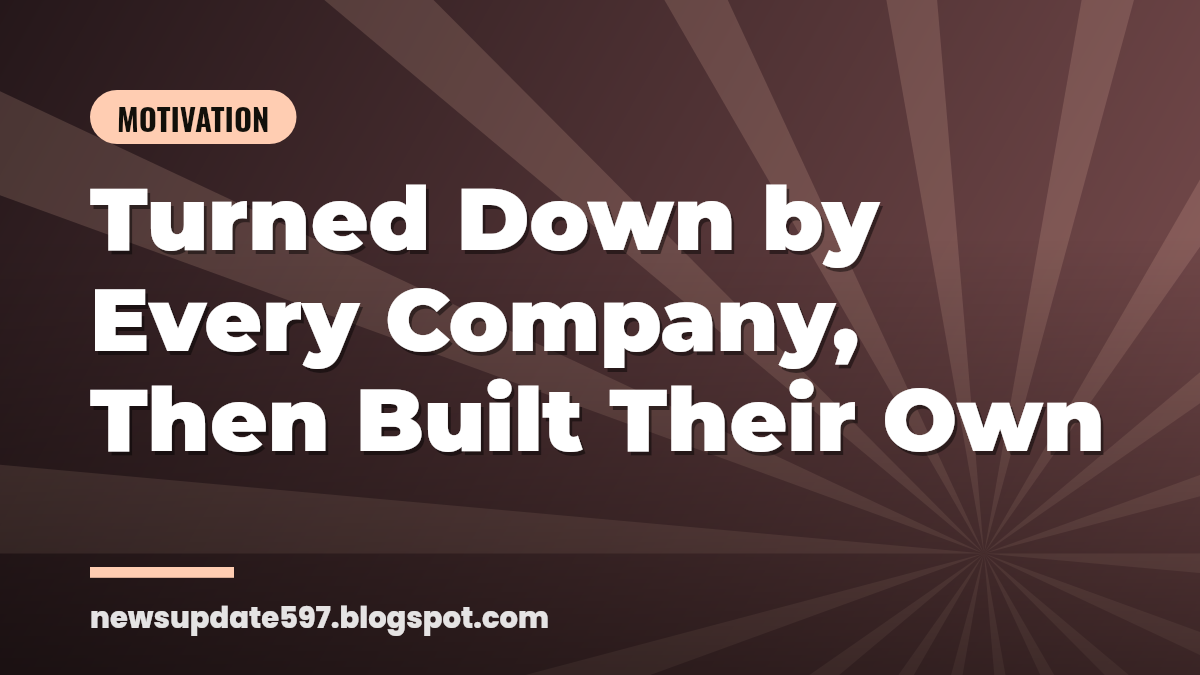 MOTIVATION
Turned Down by
Every Company,
Then Built Their Own
newsupdate597.blogspot.com